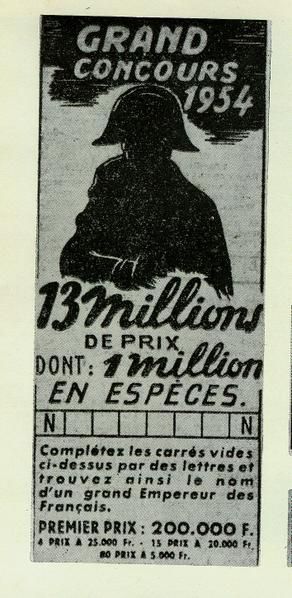 GRAND
CONCOURS
1954
13 millions
DE PRIX
DONT: 1 million
EN ESPÈCES.
N N
Complétez les carrés vides
ci-dessus par des lettres et
trouvez ainsi le nom
d'un grand Empereur des
Français.
PREMIER PRIX : 200.000 F.
4 PRIX A 25.000 Fr. - 15 PRIX A 20.000 Fr.
80 PRIX A 5.000 Fr.